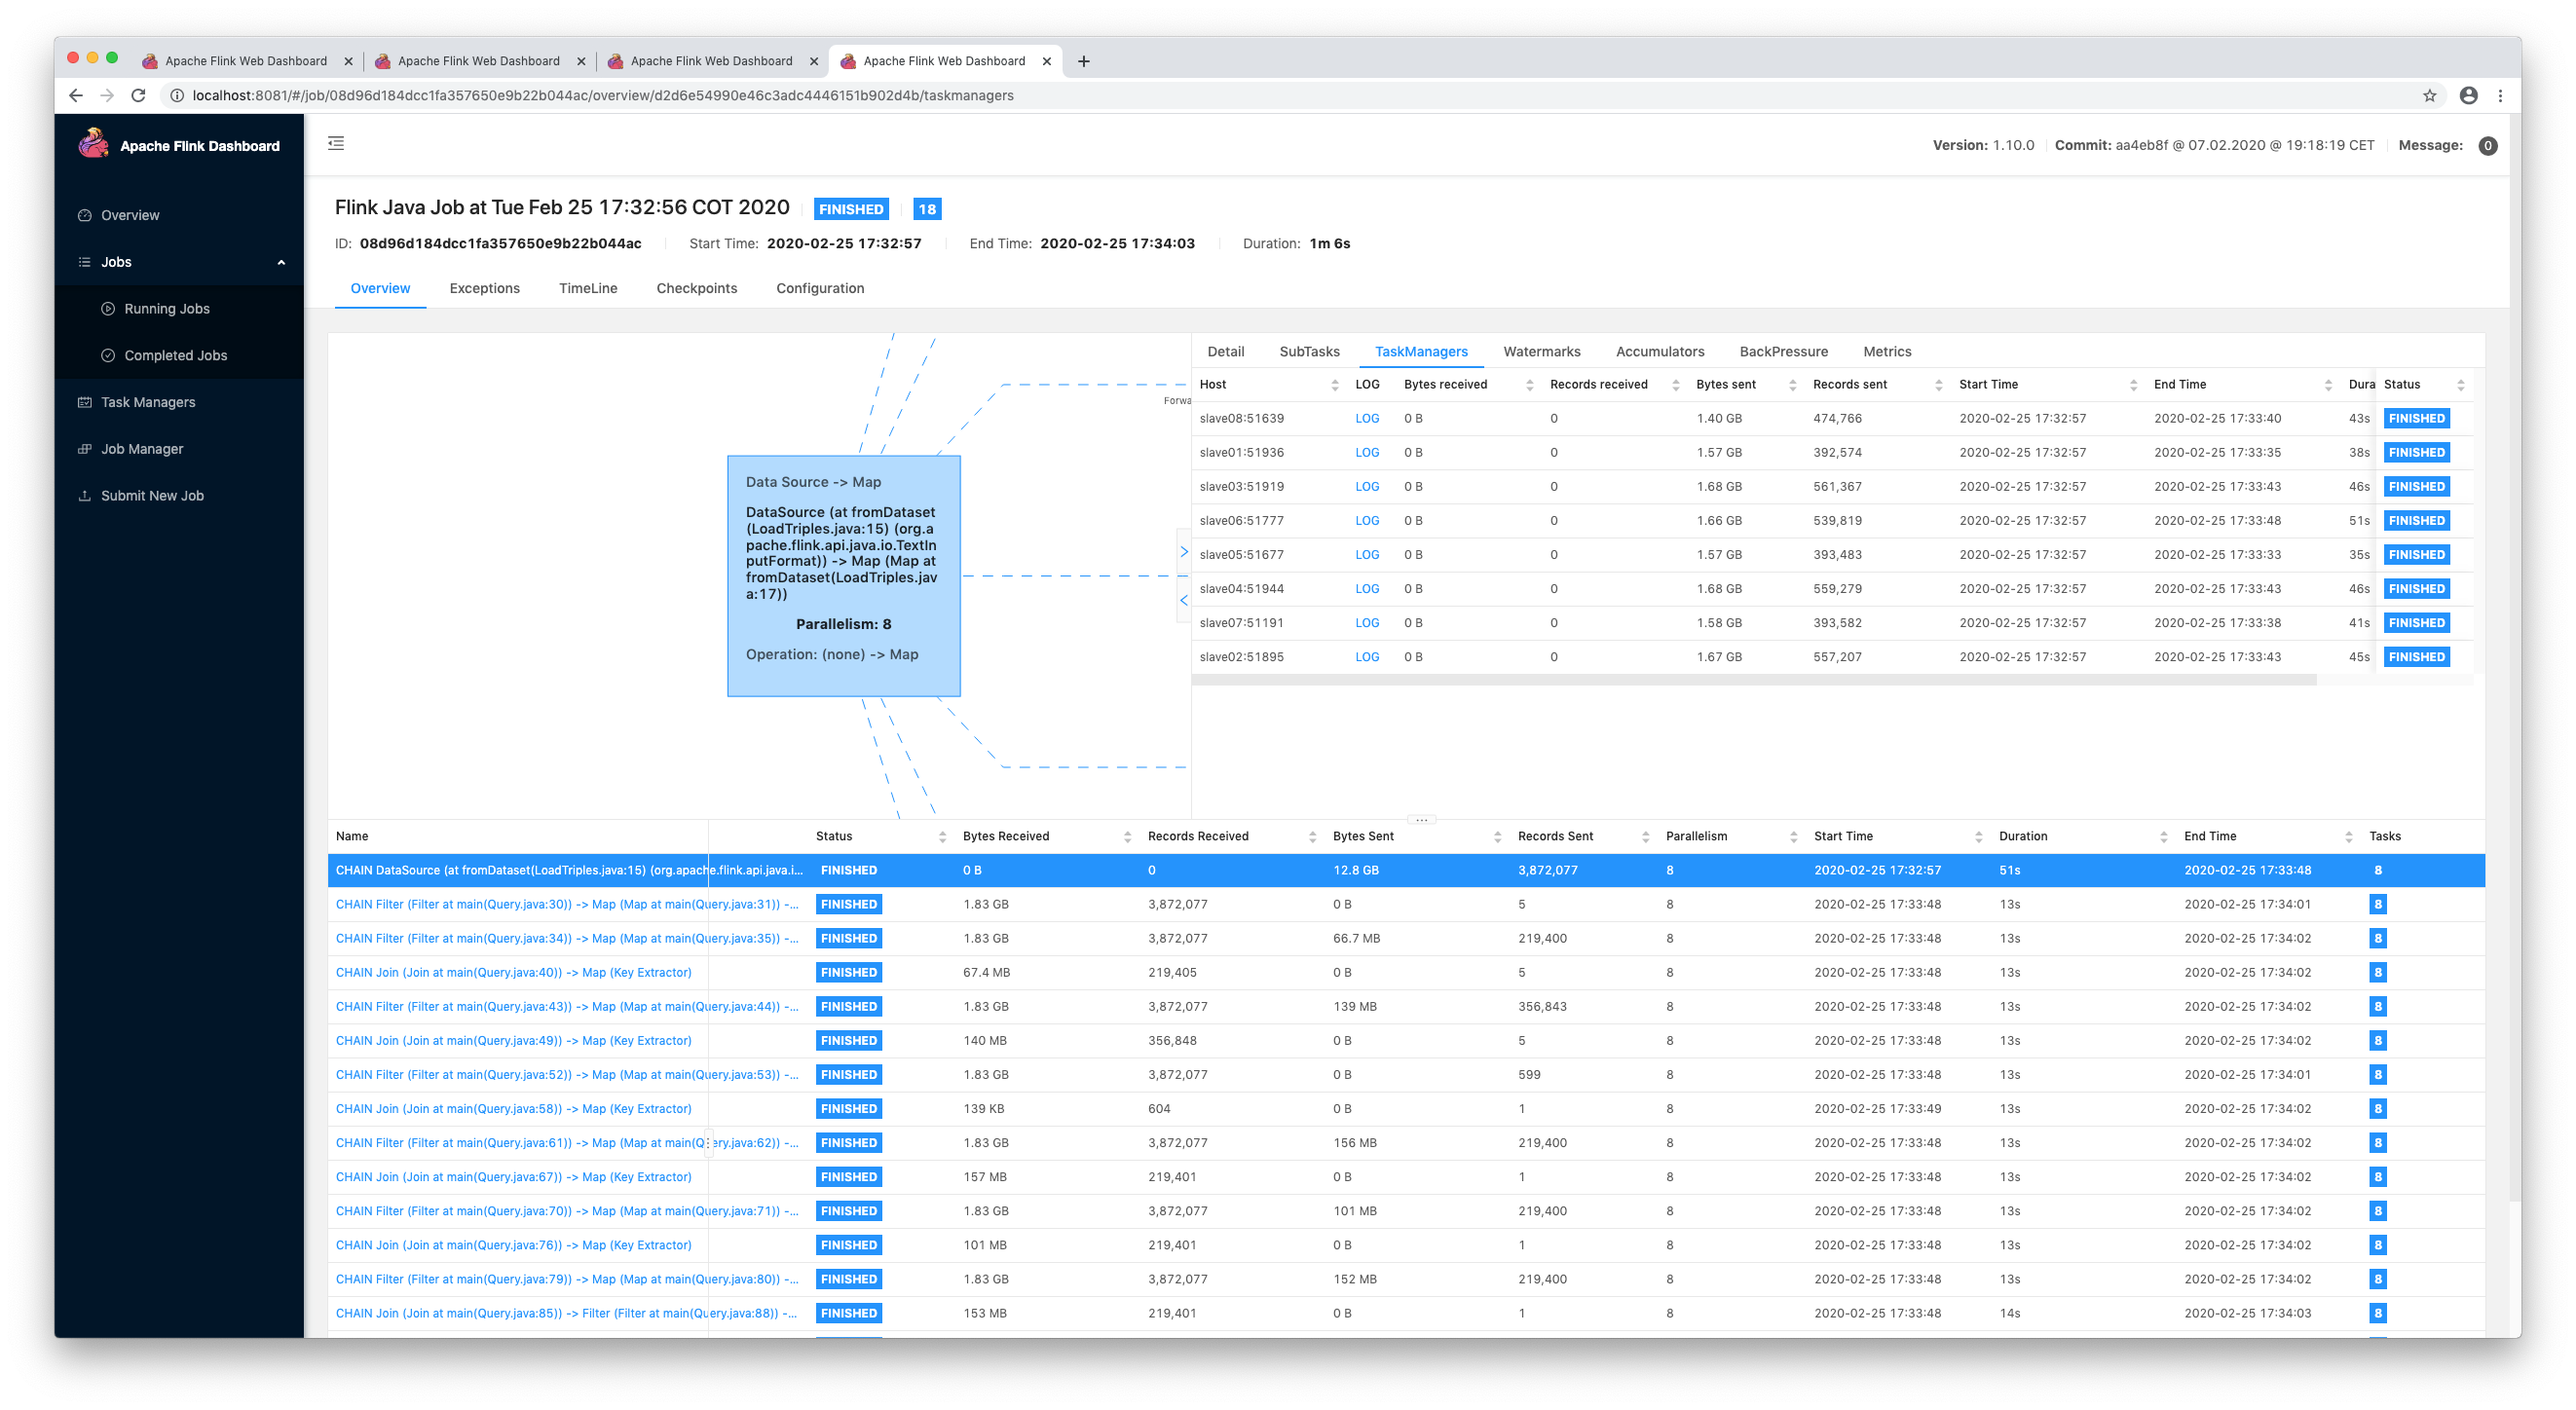 Apache Flink Web Dashboard
Apache Flink Web Dashboard
Apache Flink Web Dashboard
Apache Flink Web Dashboard
localhost:8081/#/job/08d96d184dcc1fa357650e9b22b044ac/overview/d2d6e54990e46c3adc4446151b902d4b/taskmanagers
Apache Flink Dashboard
Version: 1.10.0 Commit: aa4eb8f @ 07.02.2020 @ 19:18:19 CET Message: 0
Overview
Jobs
Running Jobs
Completed Jobs
Task Managers
Job Manager
Submit New Job
Flink Java Job at Tue Feb 25 17:32:56 COT 2020 FINISHED 18
ID: 08d96d184dcc1fa357650e9b22b044ac Start Time: 2020-02-25 17:32:57 End Time: 2020-02-25 17:34:03 Duration: 1m 6s
Overview Exceptions TimeLine Checkpoints Configuration
Forwa
Data Source -> Map
DataSource (at fromDataset
(LoadTriples.java:15) (org.a
pache.flink.api.java.io.TextIn
putFormat)) -> Map (Map at
fromDataset(LoadTriples.jav
a:17))
Parallelism: 8
Operation: (none) -> Map
Detail SubTasks TaskManagers Watermarks Accumulators BackPressure Metrics
Host LOG Bytes received Records received Bytes sent Records sent Start Time End Time Dura Status
slave08:51639 LOG 0 B 0 1.40 GB 474,766 2020-02-25 17:32:57 2020-02-25 17:33:40 43s FINISHED
slave01:51936 LOG 0 B 0 1.57 GB 392,574 2020-02-25 17:32:57 2020-02-25 17:33:35 38s FINISHED
slave03:51919 LOG 0 B 0 1.68 GB 561,367 2020-02-25 17:32:57 2020-02-25 17:33:43 46s FINISHED
slave06:51777 LOG 0 B 0 1.66 GB 539,819 2020-02-25 17:32:57 2020-02-25 17:33:48 51s FINISHED
slave05:51677 LOG 0 B 0 1.57 GB 393,483 2020-02-25 17:32:57 2020-02-25 17:33:33 35s FINISHED
slave04:51944 LOG 0 B 0 1.68 GB 559,279 2020-02-25 17:32:57 2020-02-25 17:33:43 46s FINISHED
slave07:51191 LOG 0 B 0 1.58 GB 393,582 2020-02-25 17:32:57 2020-02-25 17:33:38 41s FINISHED
slave02:51895 LOG 0 B 0 1.67 GB 557,207 2020-02-25 17:32:57 2020-02-25 17:33:43 45s FINISHED
Name Status Bytes Received Records Received Bytes Sent Records Sent Parallelism Start Time Duration End Time Tasks
CHAIN DataSource (at fromDataset(LoadTriples.java:15) (org.apache.flink.api.java.i... FINISHED 0 B 0 12.8 GB 3,872,077 8 2020-02-25 17:32:57 51s 2020-02-25 17:33:48 8
CHAIN Filter (Filter at main(Query.java:30)) -> Map (Map at main(Query.java:31)) -... FINISHED 1.83 GB 3,872,077 0 B 5 8 2020-02-25 17:33:48 13s 2020-02-25 17:34:01 8
CHAIN Filter (Filter at main(Query.java:34)) -> Map (Map at main(Query.java:35)) -... FINISHED 1.83 GB 3,872,077 66.7 MB 219,400 8 2020-02-25 17:33:48 13s 2020-02-25 17:34:02 8
CHAIN Join (Join at main(Query.java:40)) -> Map (Key Extractor) FINISHED 67.4 MB 219,405 0 B 5 8 2020-02-25 17:33:48 13s 2020-02-25 17:34:02 8
CHAIN Filter (Filter at main(Query.java:43)) -> Map (Map at main(Query.java:44)) -... FINISHED 1.83 GB 3,872,077 139 MB 356,843 8 2020-02-25 17:33:48 13s 2020-02-25 17:34:02 8
CHAIN Join (Join at main(Query.java:49)) -> Map (Key Extractor) FINISHED 140 MB 356,848 0 B 5 8 2020-02-25 17:33:48 13s 2020-02-25 17:34:02 8
CHAIN Filter (Filter at main(Query.java:52)) -> Map (Map at main(Query.java:53)) -... FINISHED 1.83 GB 3,872,077 0 B 599 8 2020-02-25 17:33:48 13s 2020-02-25 17:34:01 8
CHAIN Join (Join at main(Query.java:58)) -> Map (Key Extractor) FINISHED 139 KB 604 0 B 1 8 2020-02-25 17:33:49 13s 2020-02-25 17:34:02 8
CHAIN Filter (Filter at main(Query.java:61)) -> Map (Map at main(Query.java:62)) -... FINISHED 1.83 GB 3,872,077 156 MB 219,400 8 2020-02-25 17:33:48 13s 2020-02-25 17:34:02 8
CHAIN Join (Join at main(Query.java:67)) -> Map (Key Extractor) FINISHED 157 MB 219,401 0 B 1 8 2020-02-25 17:33:48 13s 2020-02-25 17:34:02 8
CHAIN Filter (Filter at main(Query.java:70)) -> Map (Map at main(Query.java:71)) -... FINISHED 1.83 GB 3,872,077 101 MB 219,400 8 2020-02-25 17:33:48 13s 2020-02-25 17:34:02 8
CHAIN Join (Join at main(Query.java:76)) -> Map (Key Extractor) FINISHED 101 MB 219,401 0 B 1 8 2020-02-25 17:33:48 13s 2020-02-25 17:34:02 8
CHAIN Filter (Filter at main(Query.java:79)) -> Map (Map at main(Query.java:80)) -... FINISHED 1.83 GB 3,872,077 152 MB 219,400 8 2020-02-25 17:33:48 13s 2020-02-25 17:34:02 8
CHAIN Join (Join at main(Query.java:85)) -> Filter (Filter at main(Query.java:88)) -... FINISHED 153 MB 219,401 0 B 1 8 2020-02-25 17:33:48 14s 2020-02-25 17:34:03 8